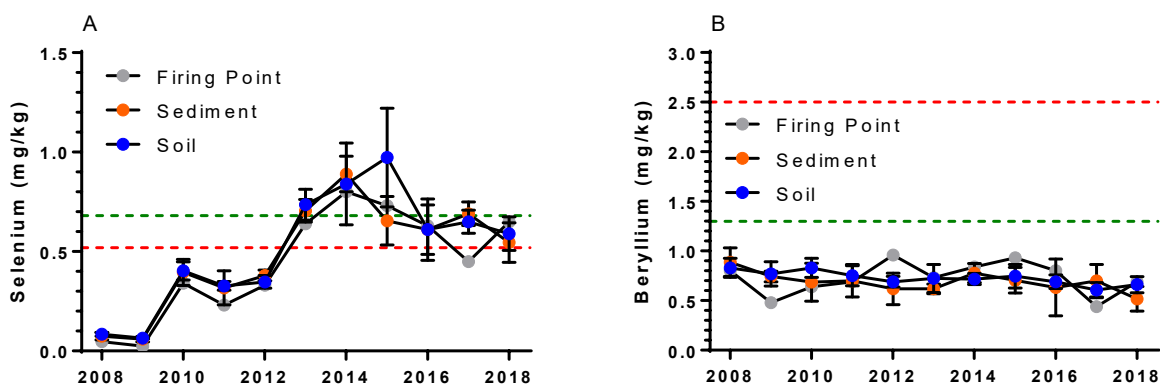 A
Selenium (mg/kg)
1.5
1.0
0.5
0.0
Firing Point
Sediment
Soil
2008 2010 2012 2014 2016 2018
B
Beryllium (mg/kg)
3.0
2.5
2.0
1.5
1.0
0.5
0.0
Firing Point
Sediment
Soil
2008 2010 2012 2014 2016 2018